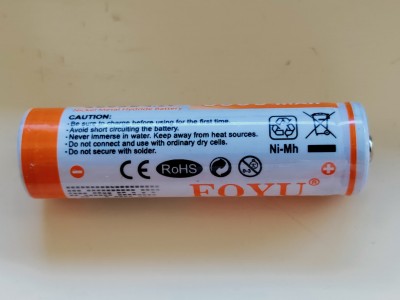 CAUTION:
- Be sure to charge before using for the first time.
- Avoid short circuiting the battery.
- Never immerse in water. Keep away from heat sources.
- Do not connect and use with ordinary dry cells.
- Do not secure with solder.
Ni-Mh
CE RoHS 0-3
- FOYU® +